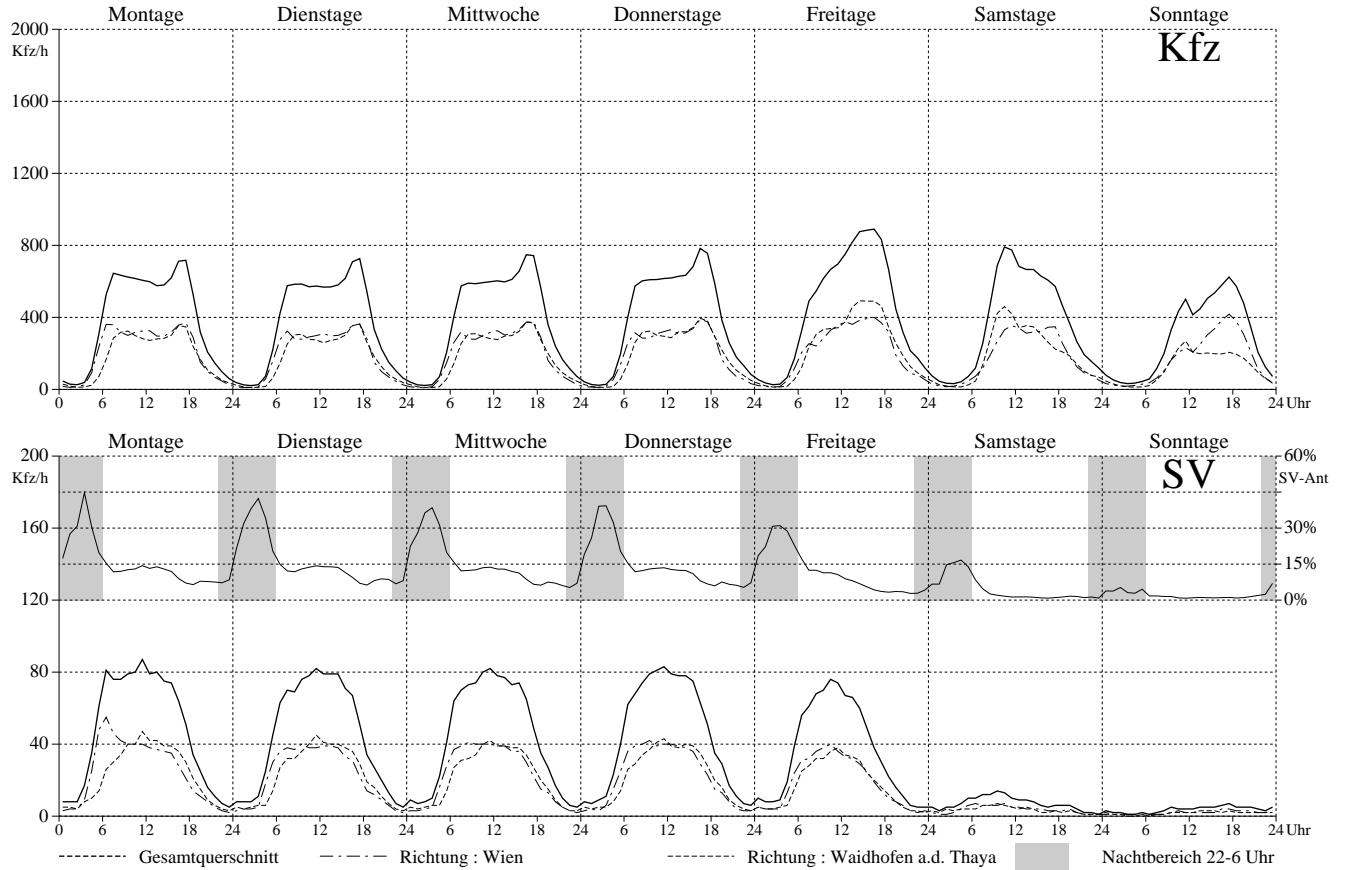 Montage Dienstage Mittwoche Donnerstage Freitage Samstage Sonntage
2000
Kfz/h
Kfz
1600
1200
800
400
0
0 6 12 18 24 6 12 18 24 6 12 18 24 6 12 18 24 6 12 18 24 6 12 18 24 6 12 18 24 Uhr
Montage Dienstage Mittwoche Donnerstage Freitage Samstage Sonntage
200 60%
Kfz/h SV SV-Ant
160 30%
15%
120 0%
80
40
0
0 6 12 18 24 6 12 18 24 6 12 18 24 6 12 18 24 6 12 18 24 6 12 18 24 6 12 18 24 Uhr
Gesamtquerschnitt Richtung : Wien Richtung : Waidhofen a.d. Thaya Nachtbereich 22-6 Uhr